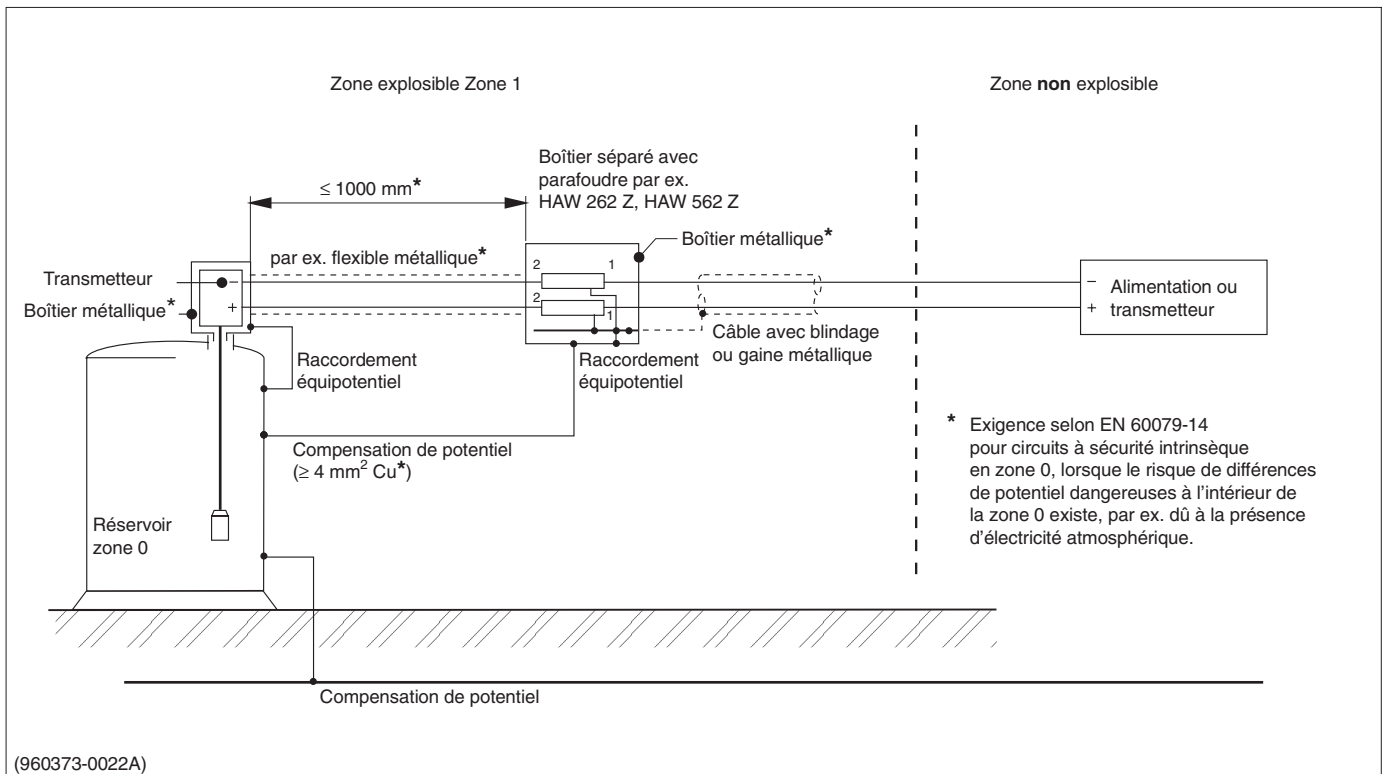 Zone explosible Zone 1
Zone non explosible
Boîtier séparé avec
parafoudre par ex.
HAW 262 Z, HAW 562 Z
≤ 1000 mm*
Boîtier métallique*
par ex. flexible métallique*
2
1
Transmetteur
−
−
Alimentation ou
Boîtier métallique*
+
2
1
+
transmetteur
Câble avec blindage
ou gaine métallique
Raccordement
équipotentiel
Raccordement
équipotentiel
* Exigence selon EN 60079-14
pour circuits à sécurité intrinsèque
en zone 0, lorsque le risque de différences
de potentiel dangereuses à l’intérieur de
la zone 0 existe, par ex. dû à la présence
d’électricité atmosphérique.
Compensation de potentiel
(≥ 4 mm² Cu*)
Réservoir
zone 0
Compensation de potentiel
(960373-0022A)